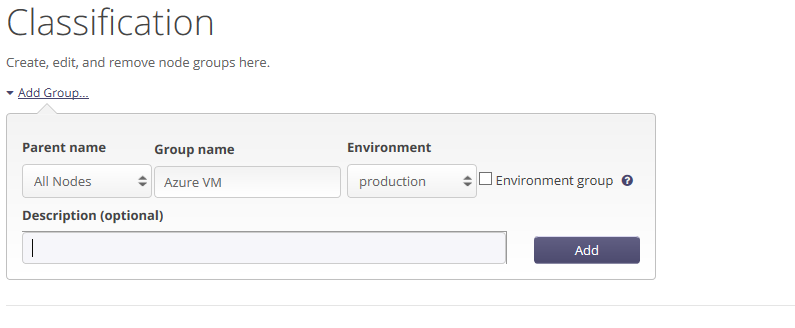 Classification
Create, edit, and remove node groups here.
Add Group...
Parent name Group name Environment
All Nodes Azure VM production Environment group ?
Description (optional)
Add